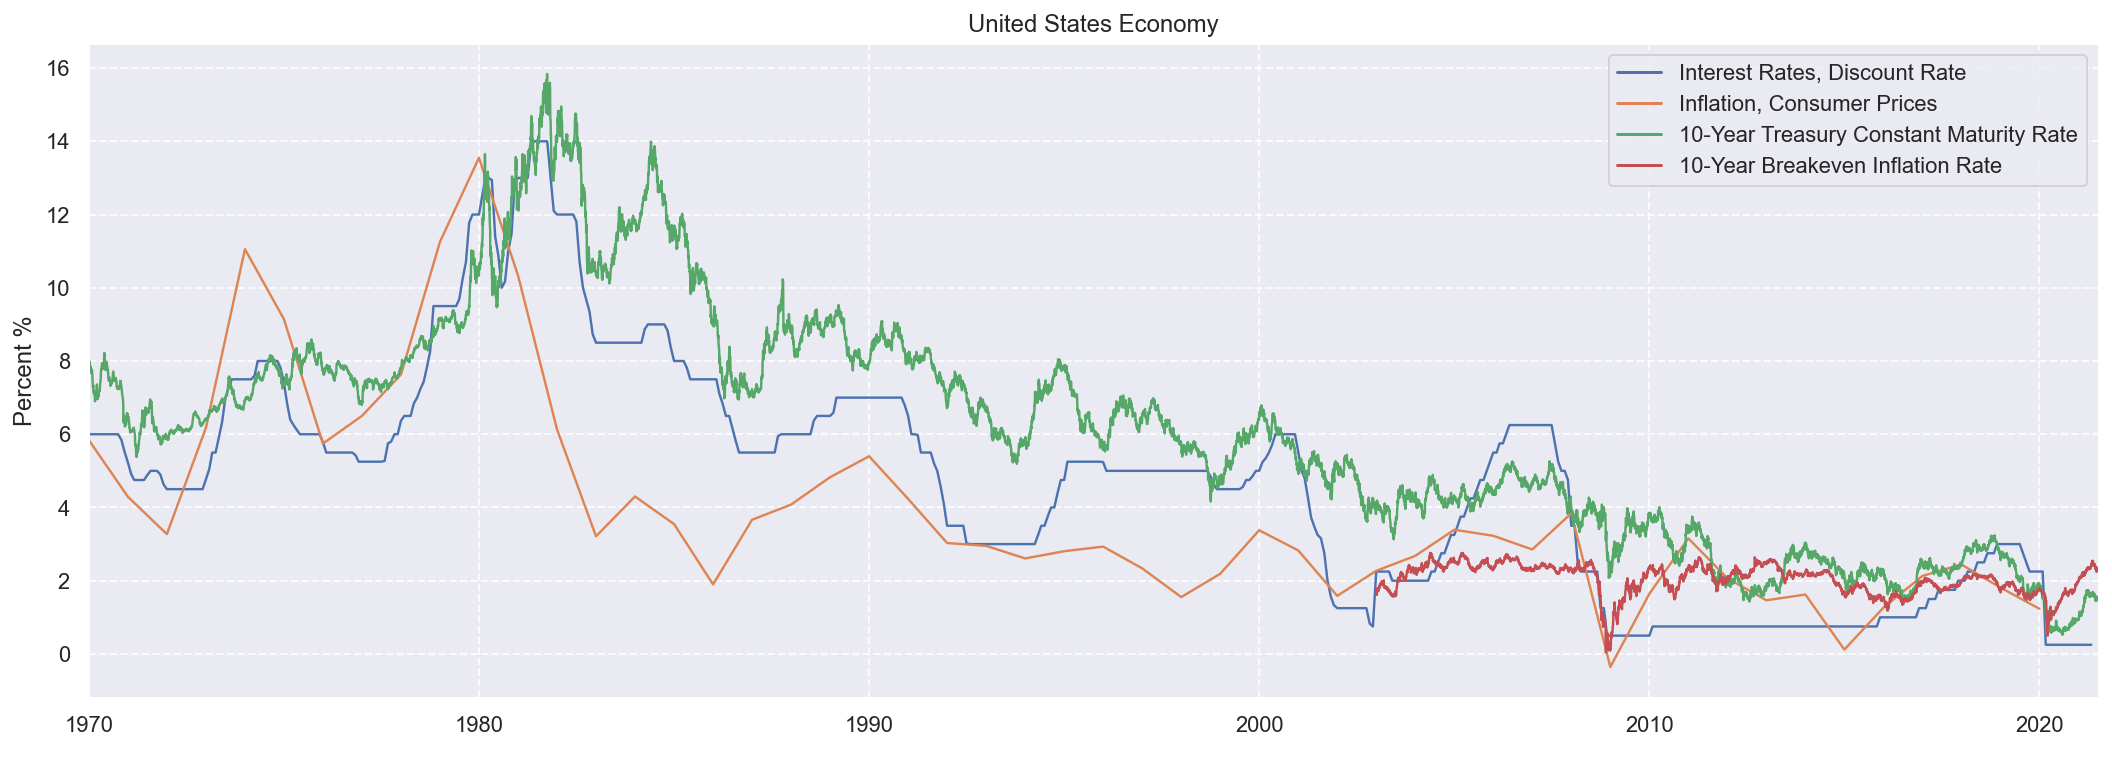 United States Economy
Interest Rates, Discount Rate
Inflation, Consumer Prices
10-Year Treasury Constant Maturity Rate
10-Year Breakeven Inflation Rate
Percent %
16
14
12
10
8
6
4
2
0
1970 1980 1990 2000 2010 2020